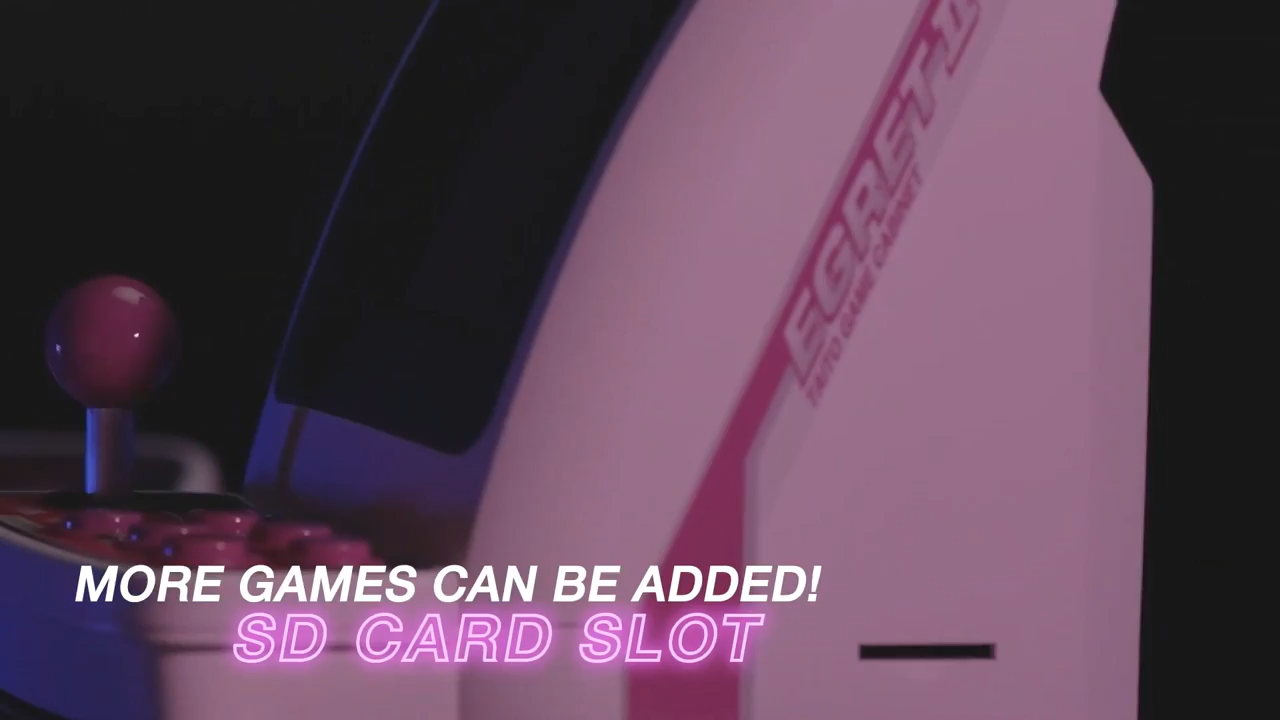 EGRET II
TAITO GAME CABINET
MORE GAMES CAN BE ADDED!
SD CARD SLOT